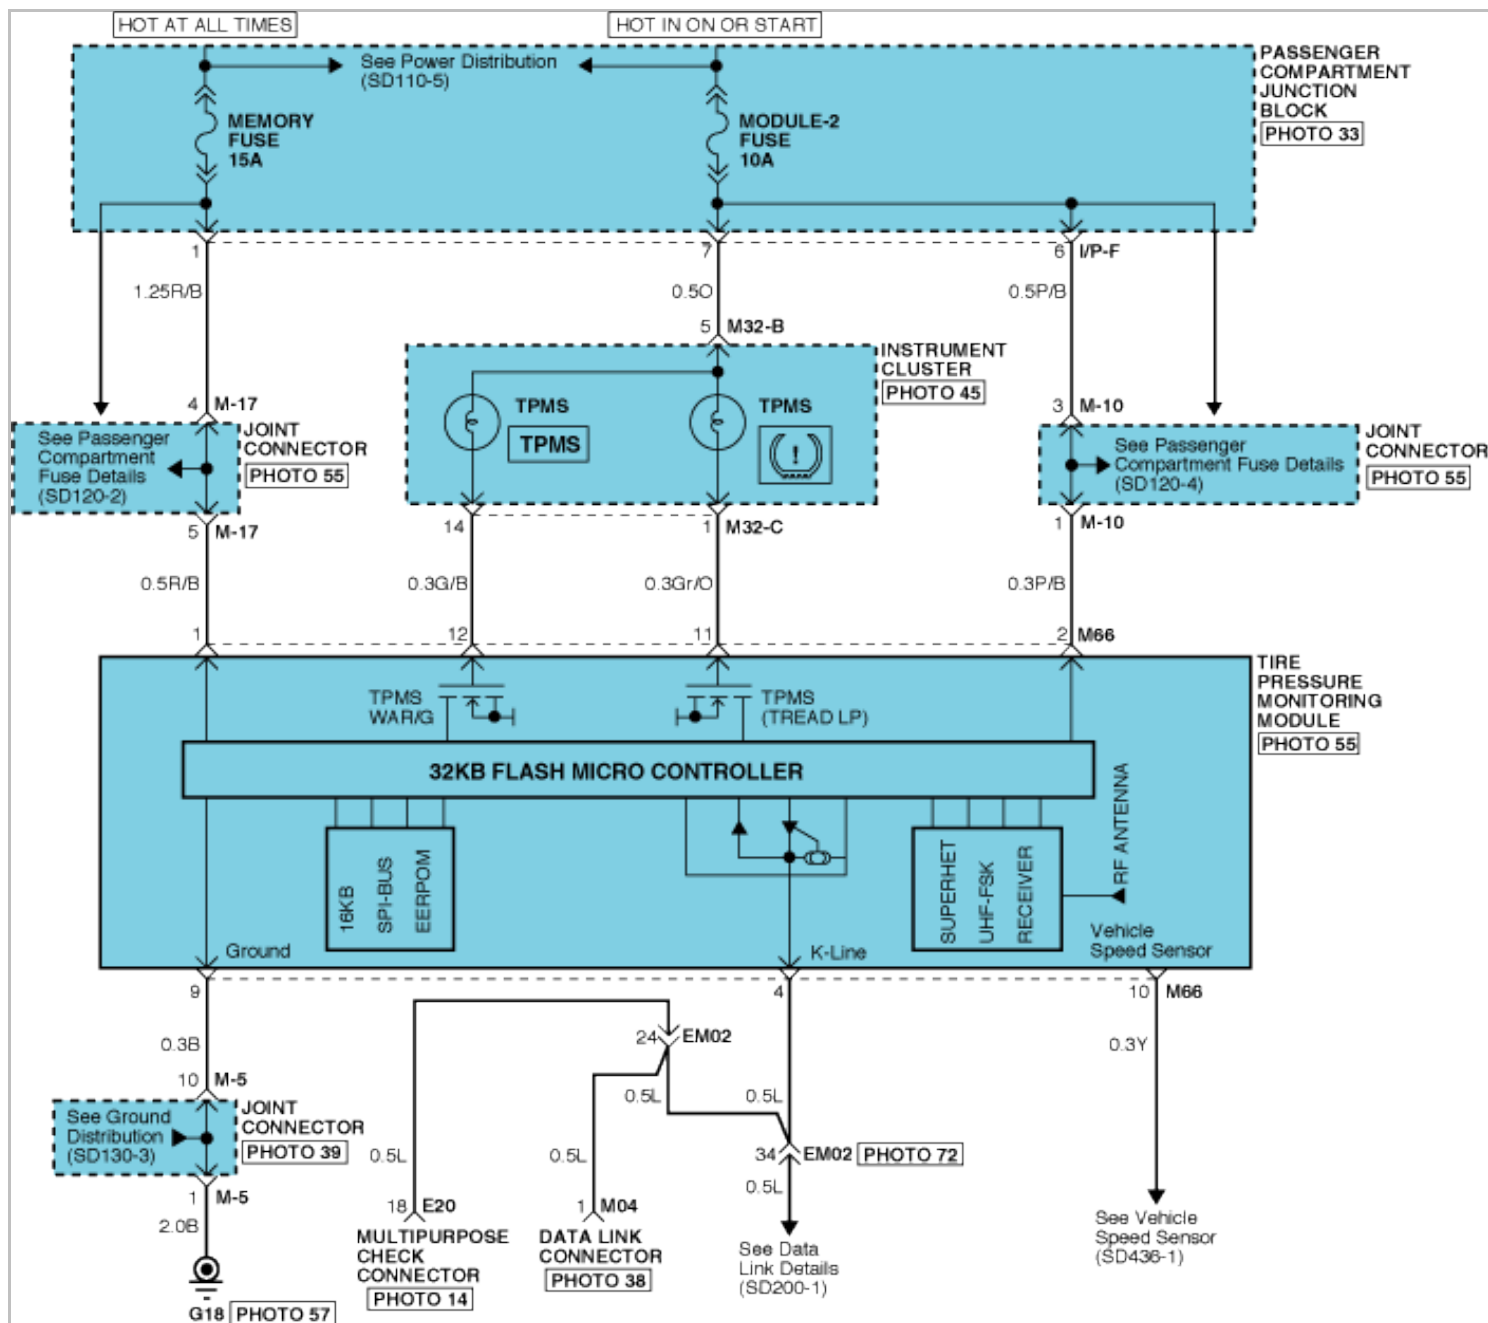 HOT AT ALL TIMES
HOT IN ON OR START
See Power Distribution
(SD110-5)
PASSENGER
COMPARTMENT
JUNCTION
BLOCK
PHOTO 33
MEMORY
FUSE
15A
MODULE-2
FUSE
10A
1
7
6 I/P-F
1.25R/B
0.5O
0.5P/B
5 M32-B
INSTRUMENT
CLUSTER
PHOTO 45
4 M-17
TPMS
TPMS
TPMS
3 M-10
See Passenger
Compartment
Fuse Details
(SD120-2)
JOINT
CONNECTOR
PHOTO 55
!
See Passenger
Compartment Fuse Details
(SD120-4)
JOINT
CONNECTOR
PHOTO 55
5 M-17
14
1 M32-C
1 M-10
0.5R/B
0.3G/B
0.3Gr/O
0.3P/B
1
12
11
2 M66
TIRE
PRESSURE
MONITORING
MODULE
PHOTO 55
TPMS
WAR/G
TPMS
(TREAD LP)
32KB FLASH MICRO CONTROLLER
16KB
SPI-BUS
EERPOM
SUPERHET
UHF-FSK
RECEIVER
RF ANTENNA
Ground
K-Line
Vehicle
Speed Sensor
9
4
10 M66
24 EM02
0.3B
0.3Y
10 M-5
0.5L
0.5L
See Ground
Distribution
(SD130-3)
JOINT
CONNECTOR
PHOTO 39
0.5L
0.5L
34 EM02 PHOTO 72
0.5L
1 M-5
2.0B
18 E20
MULTIPURPOSE
CHECK
CONNECTOR
PHOTO 14
1 M04
DATA LINK
CONNECTOR
PHOTO 38
See Data
Link Details
(SD200-1)
See Vehicle
Speed Sensor
(SD436-1)
G18 PHOTO 57